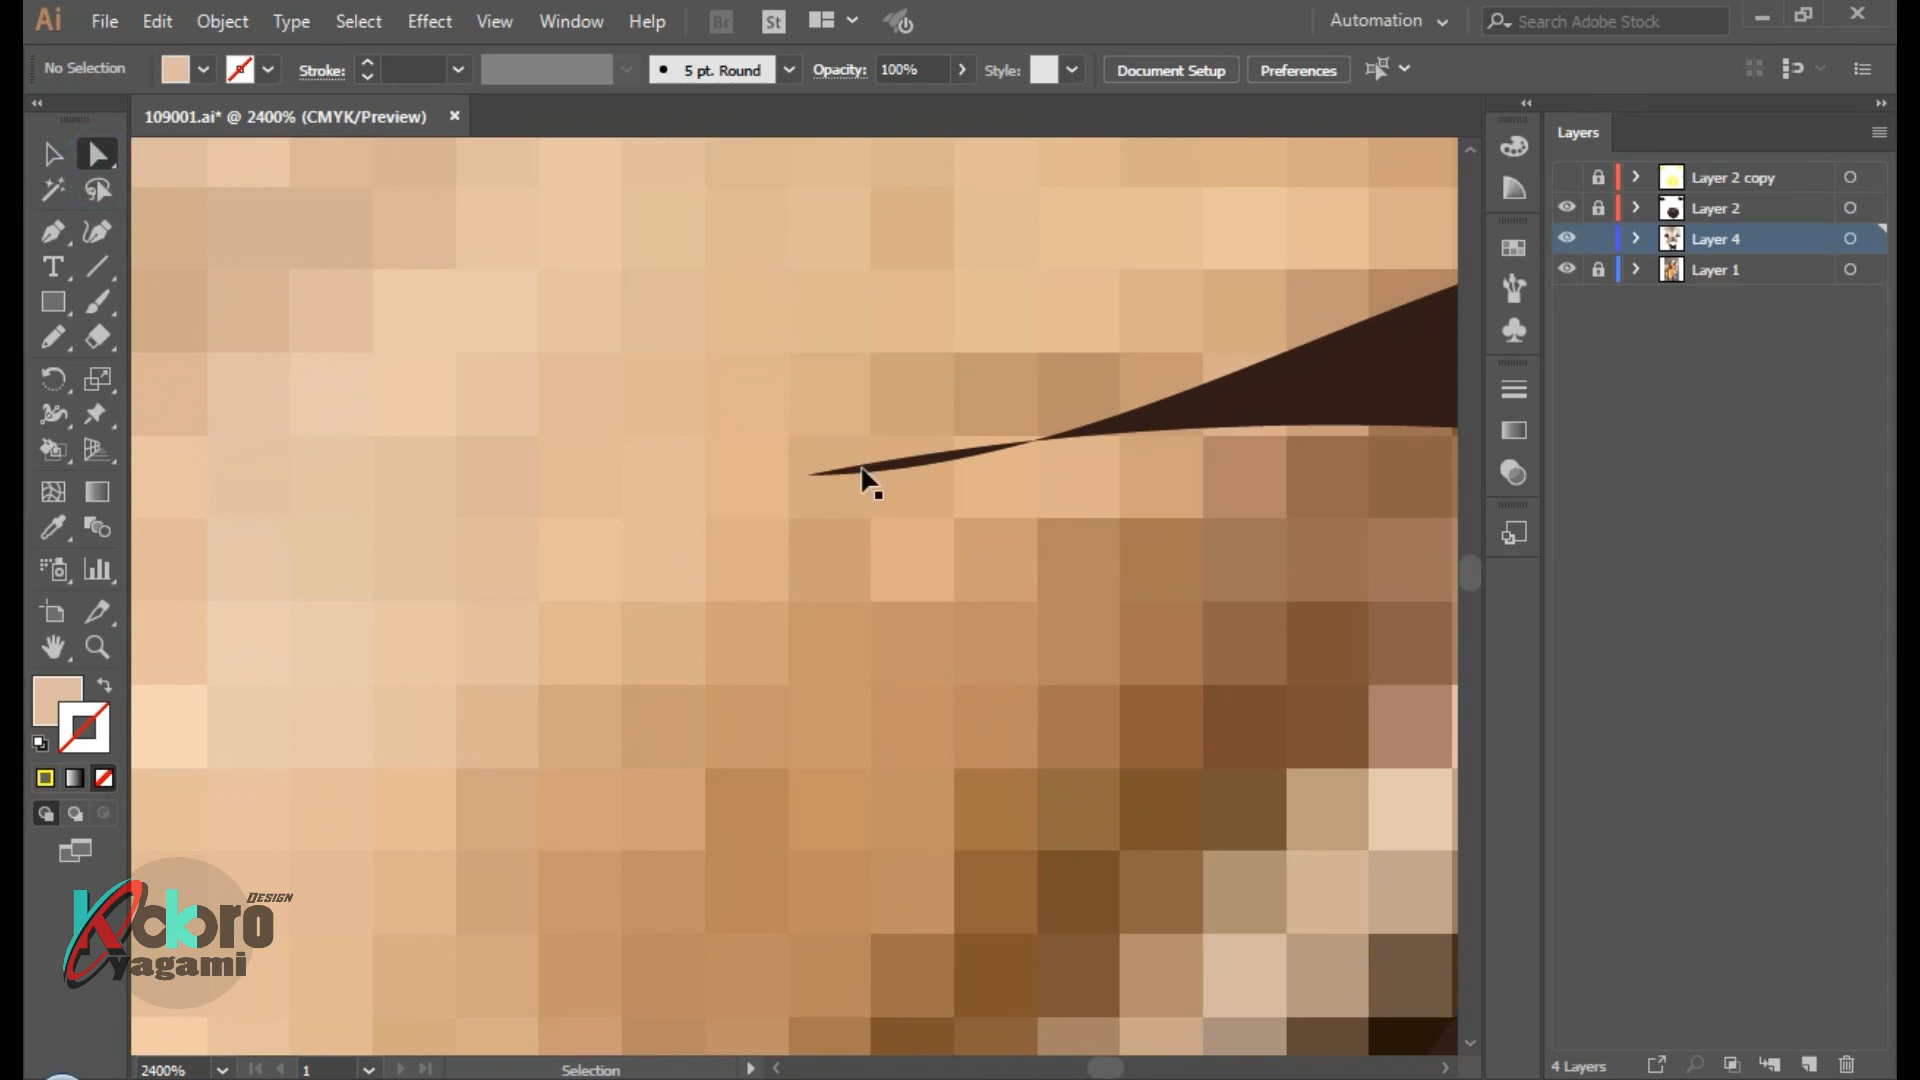 Ai File Edit Object Type Select Effect View Window Help Br St Automation Search Adobe Stock
No Selection Stroke: 5 pt. Round Opacity: 100% Style: Document Setup Preferences
109001.ai* @ 2400% (CMYK/Preview)
Layers
Layer 2 copy
Layer 2
Layer 4
Layer 1
Design
Kokoro
yagami
2400% 1 Selection 4 Layers